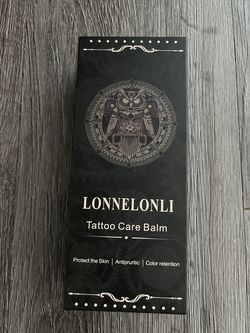 LONNELONLI
Tattoo Care Balm
Protect the Skin | Antipruritic | Color retention